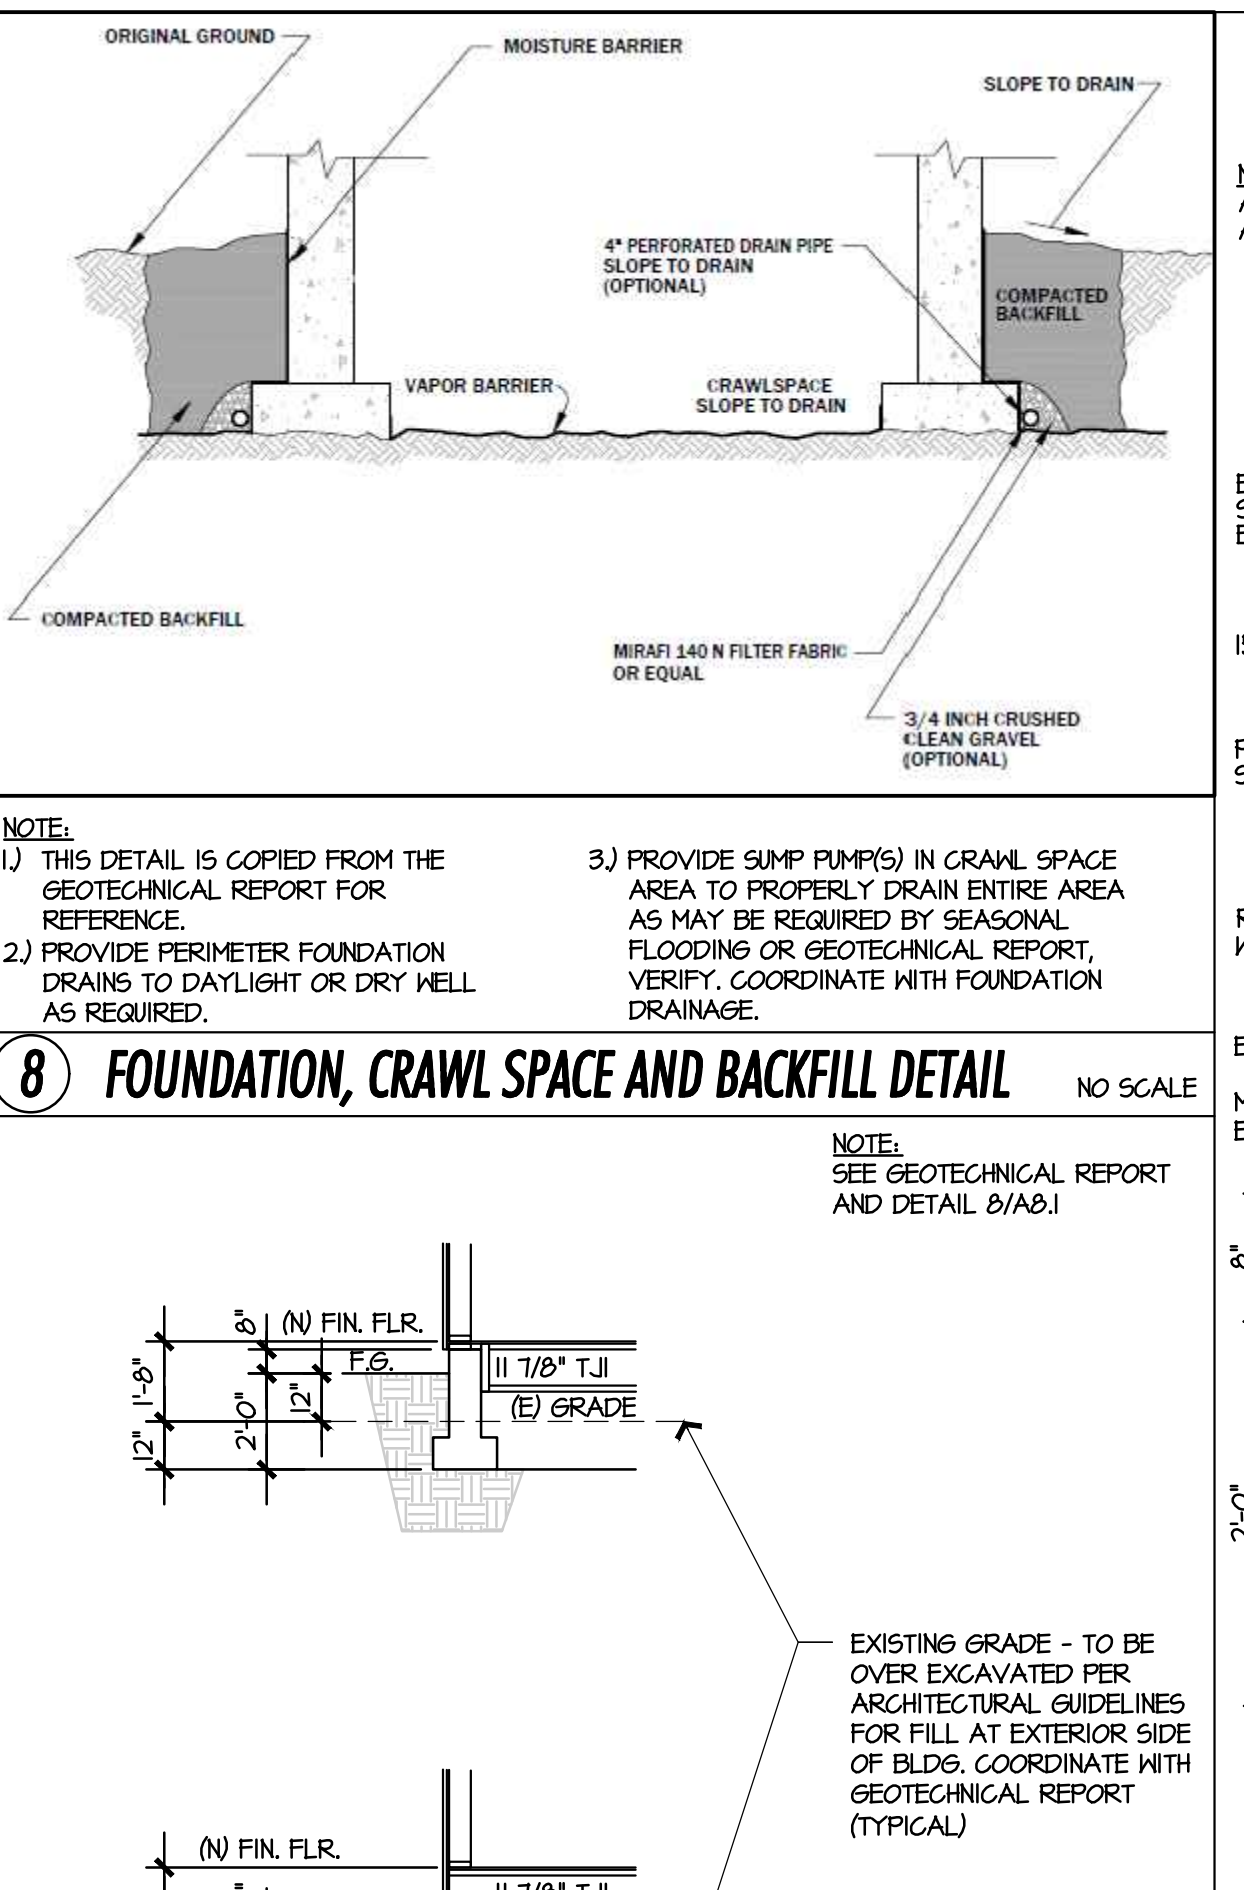 ORIGINAL GROUND
MOISTURE BARRIER
SLOPE TO DRAIN
4" PERFORATED DRAIN PIPE
SLOPE TO DRAIN
(OPTIONAL)
COMPACTED
BACKFILL
VAPOR BARRIER
CRAWLSPACE
SLOPE TO DRAIN
COMPACTED BACKFILL
MIRAFI 140 N FILTER FABRIC
OR EQUAL
3/4 INCH CRUSHED
CLEAN GRAVEL
(OPTIONAL)
NOTE:
1.) THIS DETAIL IS COPIED FROM THE
GEOTECHNICAL REPORT FOR
REFERENCE.
2.) PROVIDE PERIMETER FOUNDATION
DRAINS TO DAYLIGHT OR DRY WELL
AS REQUIRED.
3.) PROVIDE SUMP PUMP(S) IN CRAWL SPACE
AREA TO PROPERLY DRAIN ENTIRE AREA
AS MAY BE REQUIRED BY SEASONAL
FLOODING OR GEOTECHNICAL REPORT,
VERIFY. COORDINATE WITH FOUNDATION
DRAINAGE.
8 FOUNDATION, CRAWL SPACE AND BACKFILL DETAIL NO SCALE
NOTE:
SEE GEOTECHNICAL REPORT
AND DETAIL 8/A8.1
8"
(N) FIN. FLR.
F.G.
11 7/8" TJI
1'-8"
12"
(E) GRADE
2'-0"
12"
8"
2'-0"
EXISTING GRADE - TO BE
OVER EXCAVATED PER
ARCHITECTURAL GUIDELINES
FOR FILL AT EXTERIOR SIDE
OF BLDG. COORDINATE WITH
GEOTECHNICAL REPORT
(TYPICAL)
(N) FIN. FLR.
11 7/8" TJI